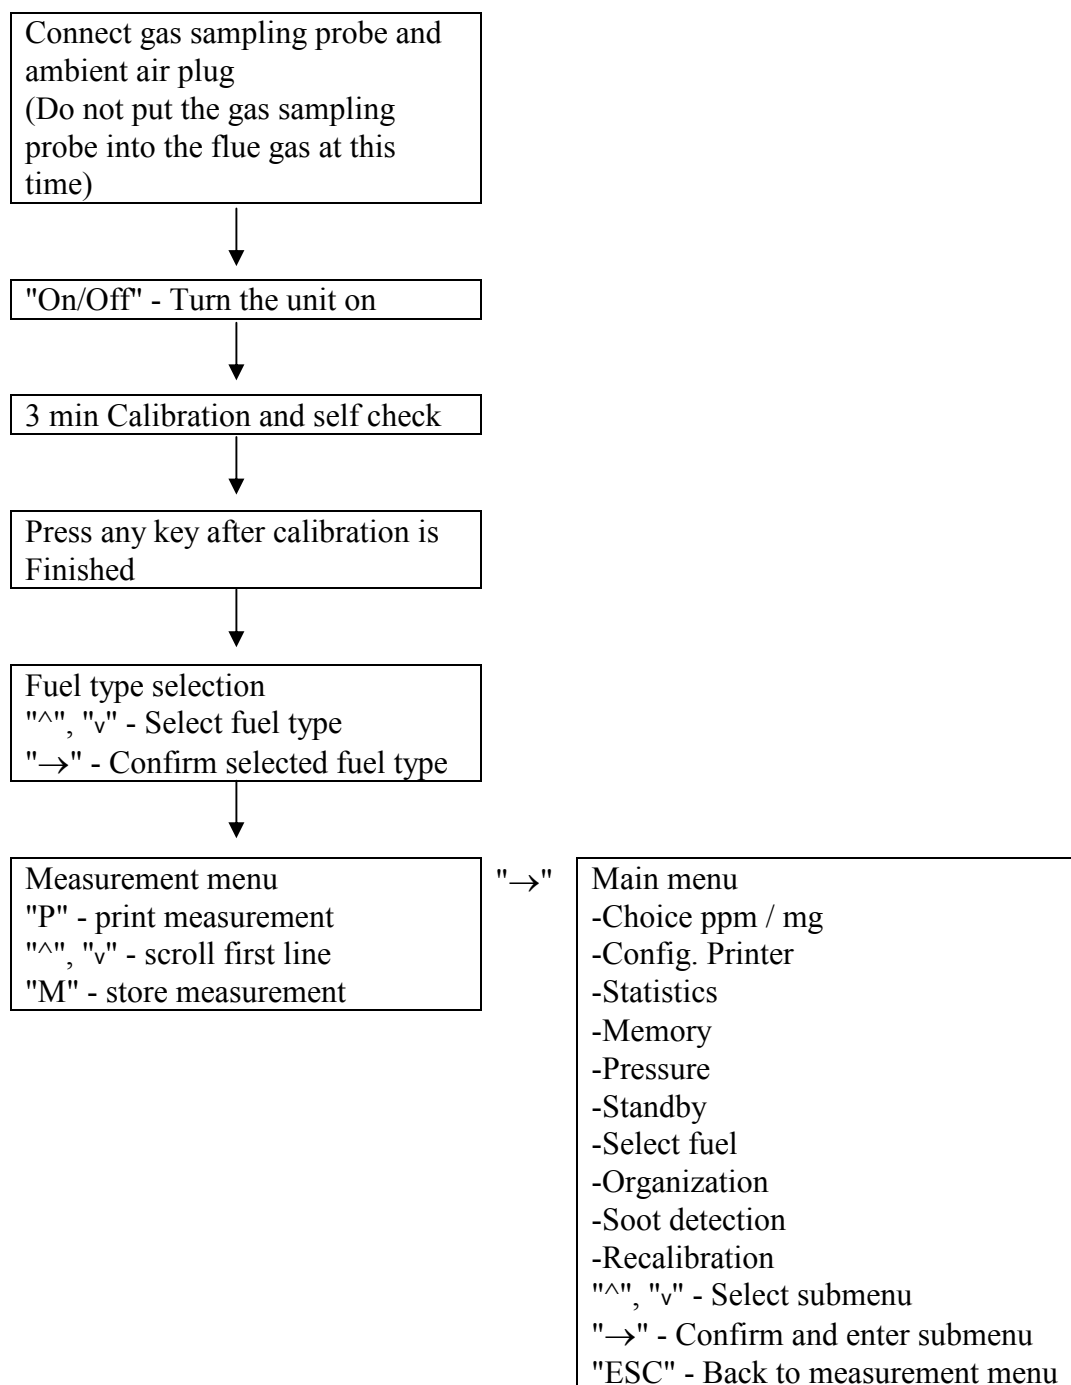 Connect gas sampling probe and
ambient air plug
(Do not put the gas sampling
probe into the flue gas at this
time)
"On/Off" - Turn the unit on
3 min Calibration and self check
Press any key after calibration is
Finished
Fuel type selection
"^", "v" - Select fuel type
"→" - Confirm selected fuel type
Measurement menu
"P" - print measurement
"^", "v" - scroll first line
"M" - store measurement
"→"
Main menu
-Choice ppm / mg
-Config. Printer
-Statistics
-Memory
-Pressure
-Standby
-Select fuel
-Organization
-Soot detection
-Recalibration
"^", "v" - Select submenu
"→" - Confirm and enter submenu
"ESC" - Back to measurement menu